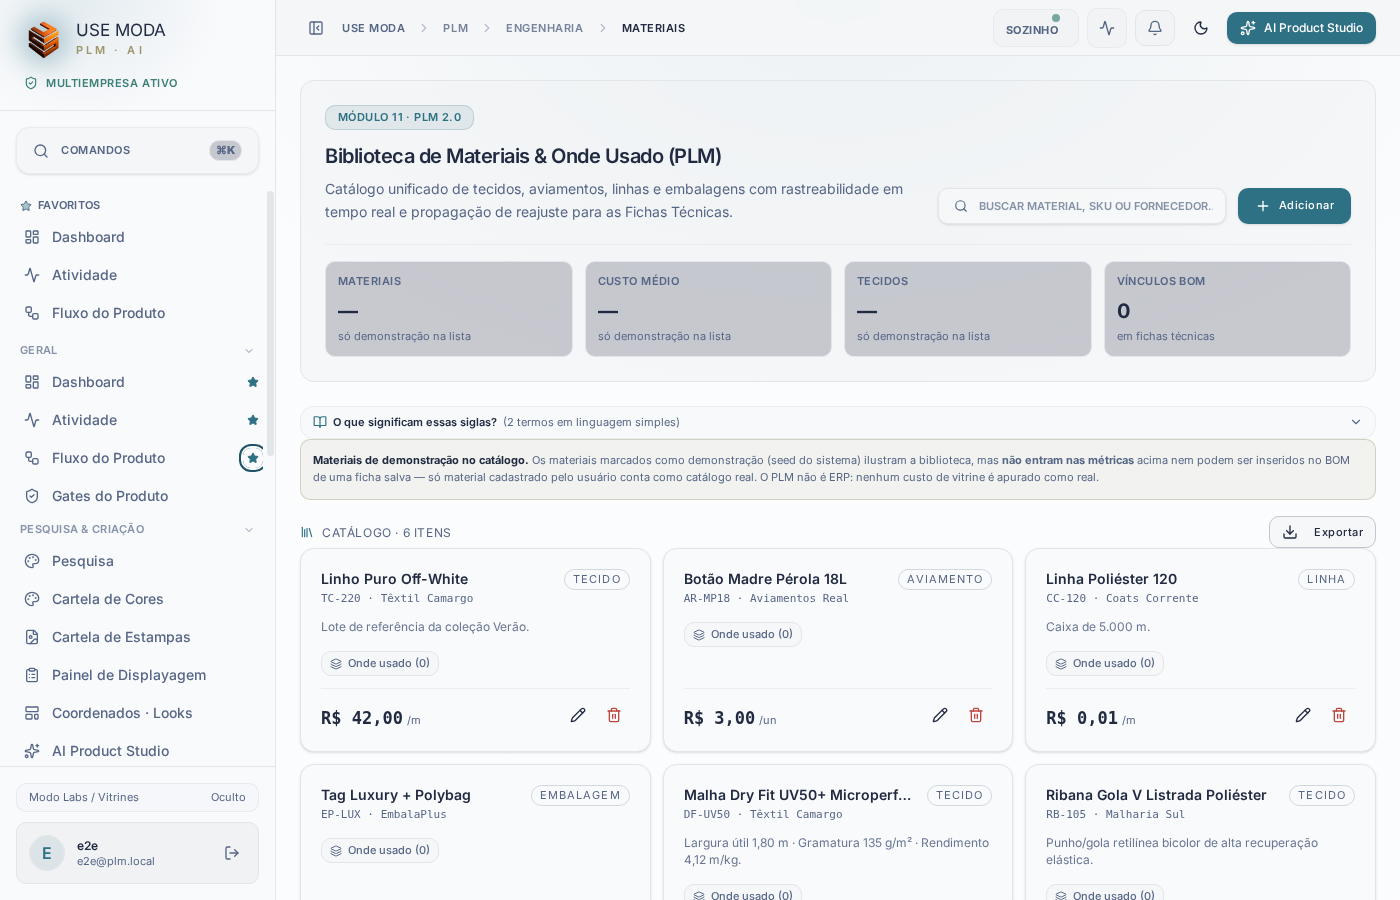 USE MODA
PLM · AI
MULTIEMPRESA ATIVO
COMANDOS
⌘K
FAVORITOS
Dashboard
Atividade
Fluxo do Produto
GERAL
Dashboard
Atividade
Fluxo do Produto
Gates do Produto
PESQUISA & CRIAÇÃO
Pesquisa
Cartela de Cores
Cartela de Estampas
Painel de Displayagem
Coordenados · Looks
AI Product Studio
Modo Labs / Vitrines
Oculto
E
e2e
e2e@plm.local
USE MODA
PLM
ENGENHARIA
MATERIAIS
SOZINHO
AI Product Studio
MÓDULO 11 · PLM 2.0
Biblioteca de Materiais & Onde Usado (PLM)
Catálogo unificado de tecidos, aviamentos, linhas e embalagens com rastreabilidade em
tempo real e propagação de reajuste para as Fichas Técnicas.
BUSCAR MATERIAL, SKU OU FORNECEDOR..
Adicionar
MATERIAIS
—
só demonstração na lista
CUSTO MÉDIO
—
só demonstração na lista
TECIDOS
—
só demonstração na lista
VÍNCULOS BOM
0
em fichas técnicas
O que significam essas siglas? (2 termos em linguagem simples)
Materiais de demonstração no catálogo. Os materiais marcados como demonstração (seed do sistema) ilustram a biblioteca, mas não entram nas métricas acima nem podem ser inseridos no BOM
de uma ficha salva — só material cadastrado pelo usuário conta como catálogo real. O PLM não é ERP: nenhum custo de vitrine é apurado como real.
CATÁLOGO · 6 ITENS
Exportar
Linho Puro Off-White
TECIDO
TC-220 · Têxtil Camargo
Lote de referência da coleção Verão.
Onde usado (0)
R$ 42,00 /m
Botão Madre Pérola 18L
AVIAMENTO
AR-MP18 · Aviamentos Real
Onde usado (0)
R$ 3,00 /un
Linha Poliéster 120
LINHA
CC-120 · Coats Corrente
Caixa de 5.000 m.
Onde usado (0)
R$ 0,01 /m
Tag Luxury + Polybag
EMBALAGEM
EP-LUX · EmbalaPlus
Onde usado (0)
Malha Dry Fit UV50+ Microperf...
TECIDO
DF-UV50 · Têxtil Camargo
Largura útil 1,80 m · Gramatura 135 g/m² · Rendimento
4,12 m/kg.
Onde usado (0)
Ribana Gola V Listrada Poliéster
TECIDO
RB-105 · Malharia Sul
Punho/gola retilínea bicolor de alta recuperação
elástica.
Onde usado (0)